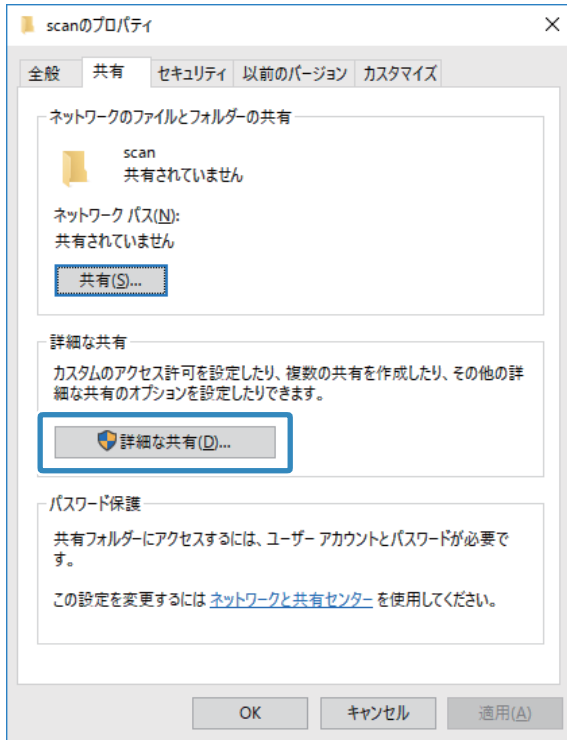 scanのプロパティ
全般 共有 セキュリティ 以前のバージョン カスタマイズ
ネットワークのファイルとフォルダーの共有
scan
共有されていません
ネットワーク パス(N):
共有されていません
共有(S)...
詳細な共有
カスタムのアクセス許可を設定したり、複数の共有を作成したり、その他の詳
細な共有のオプションを設定したりできます。
詳細な共有(D)...
パスワード保護
共有フォルダーにアクセスするには、ユーザー アカウントとパスワードが必要で
す。
この設定を変更するには ネットワークと共有センター を使用してください。
OK キャンセル 適用(A)